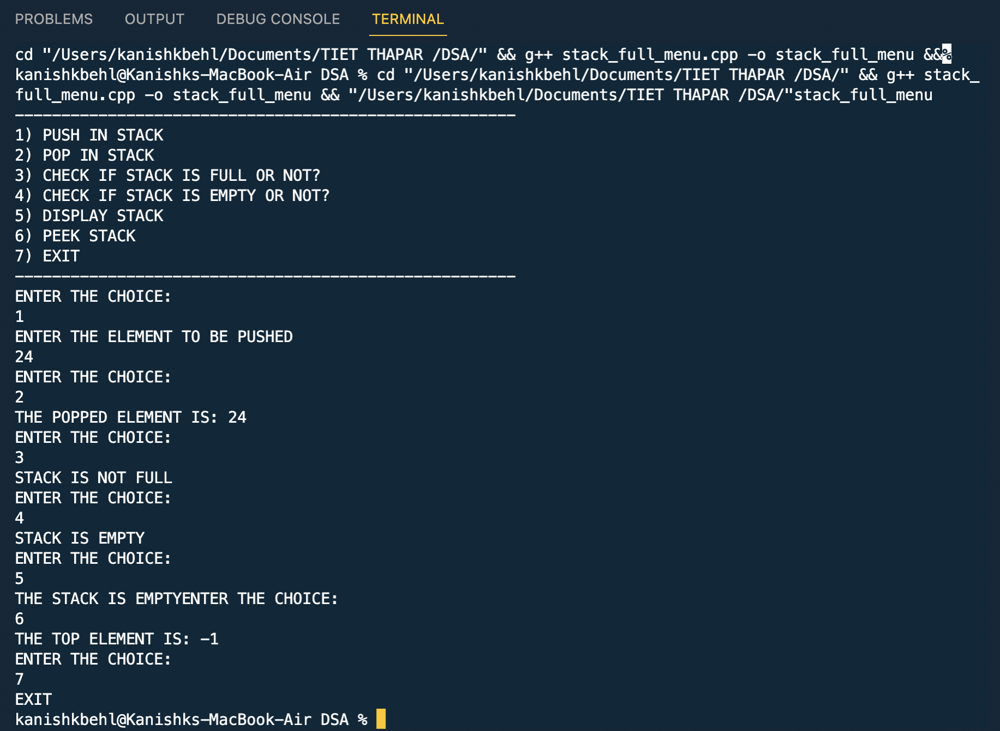 PROBLEMS OUTPUT DEBUG CONSOLE TERMINAL
cd "/Users/kanishkbehl/Documents/TIET THAPAR /DSA/" && g++ stack_full_menu.cpp -o stack_full_menu &&%
kanishkbehl@Kanishks-MacBook-Air DSA % cd "/Users/kanishkbehl/Documents/TIET THAPAR /DSA/" && g++ stack_
full_menu.cpp -o stack_full_menu && "/Users/kanishkbehl/Documents/TIET THAPAR /DSA/"stack_full_menu
------------------------------------------------------
1) PUSH IN STACK
2) POP IN STACK
3) CHECK IF STACK IS FULL OR NOT?
4) CHECK IF STACK IS EMPTY OR NOT?
5) DISPLAY STACK
6) PEEK STACK
7) EXIT
------------------------------------------------------
ENTER THE CHOICE:
1
ENTER THE ELEMENT TO BE PUSHED
24
ENTER THE CHOICE:
2
THE POPPED ELEMENT IS: 24
ENTER THE CHOICE:
3
STACK IS NOT FULL
ENTER THE CHOICE:
4
STACK IS EMPTY
ENTER THE CHOICE:
5
THE STACK IS EMPTYENTER THE CHOICE:
6
THE TOP ELEMENT IS: -1
ENTER THE CHOICE:
7
EXIT
kanishkbehl@Kanishks-MacBook-Air DSA %